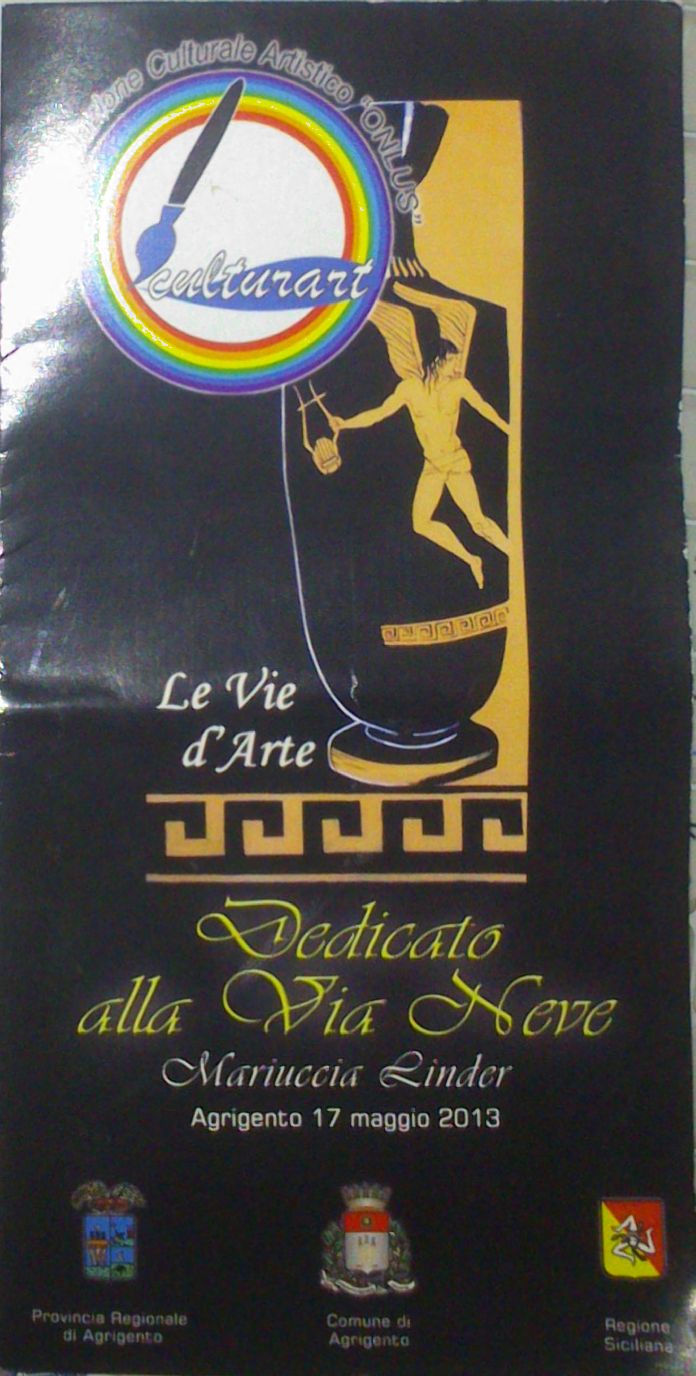 Culturale Artistico "ONLUS"
culturart
Le Vie
d'Arte
Dedicato
alla Via Neve
Mariuccia Linder
Agrigento 17 maggio 2013
Provincia Regionale
di Agrigento
Comune di
Agrigento
Regione
Siciliana